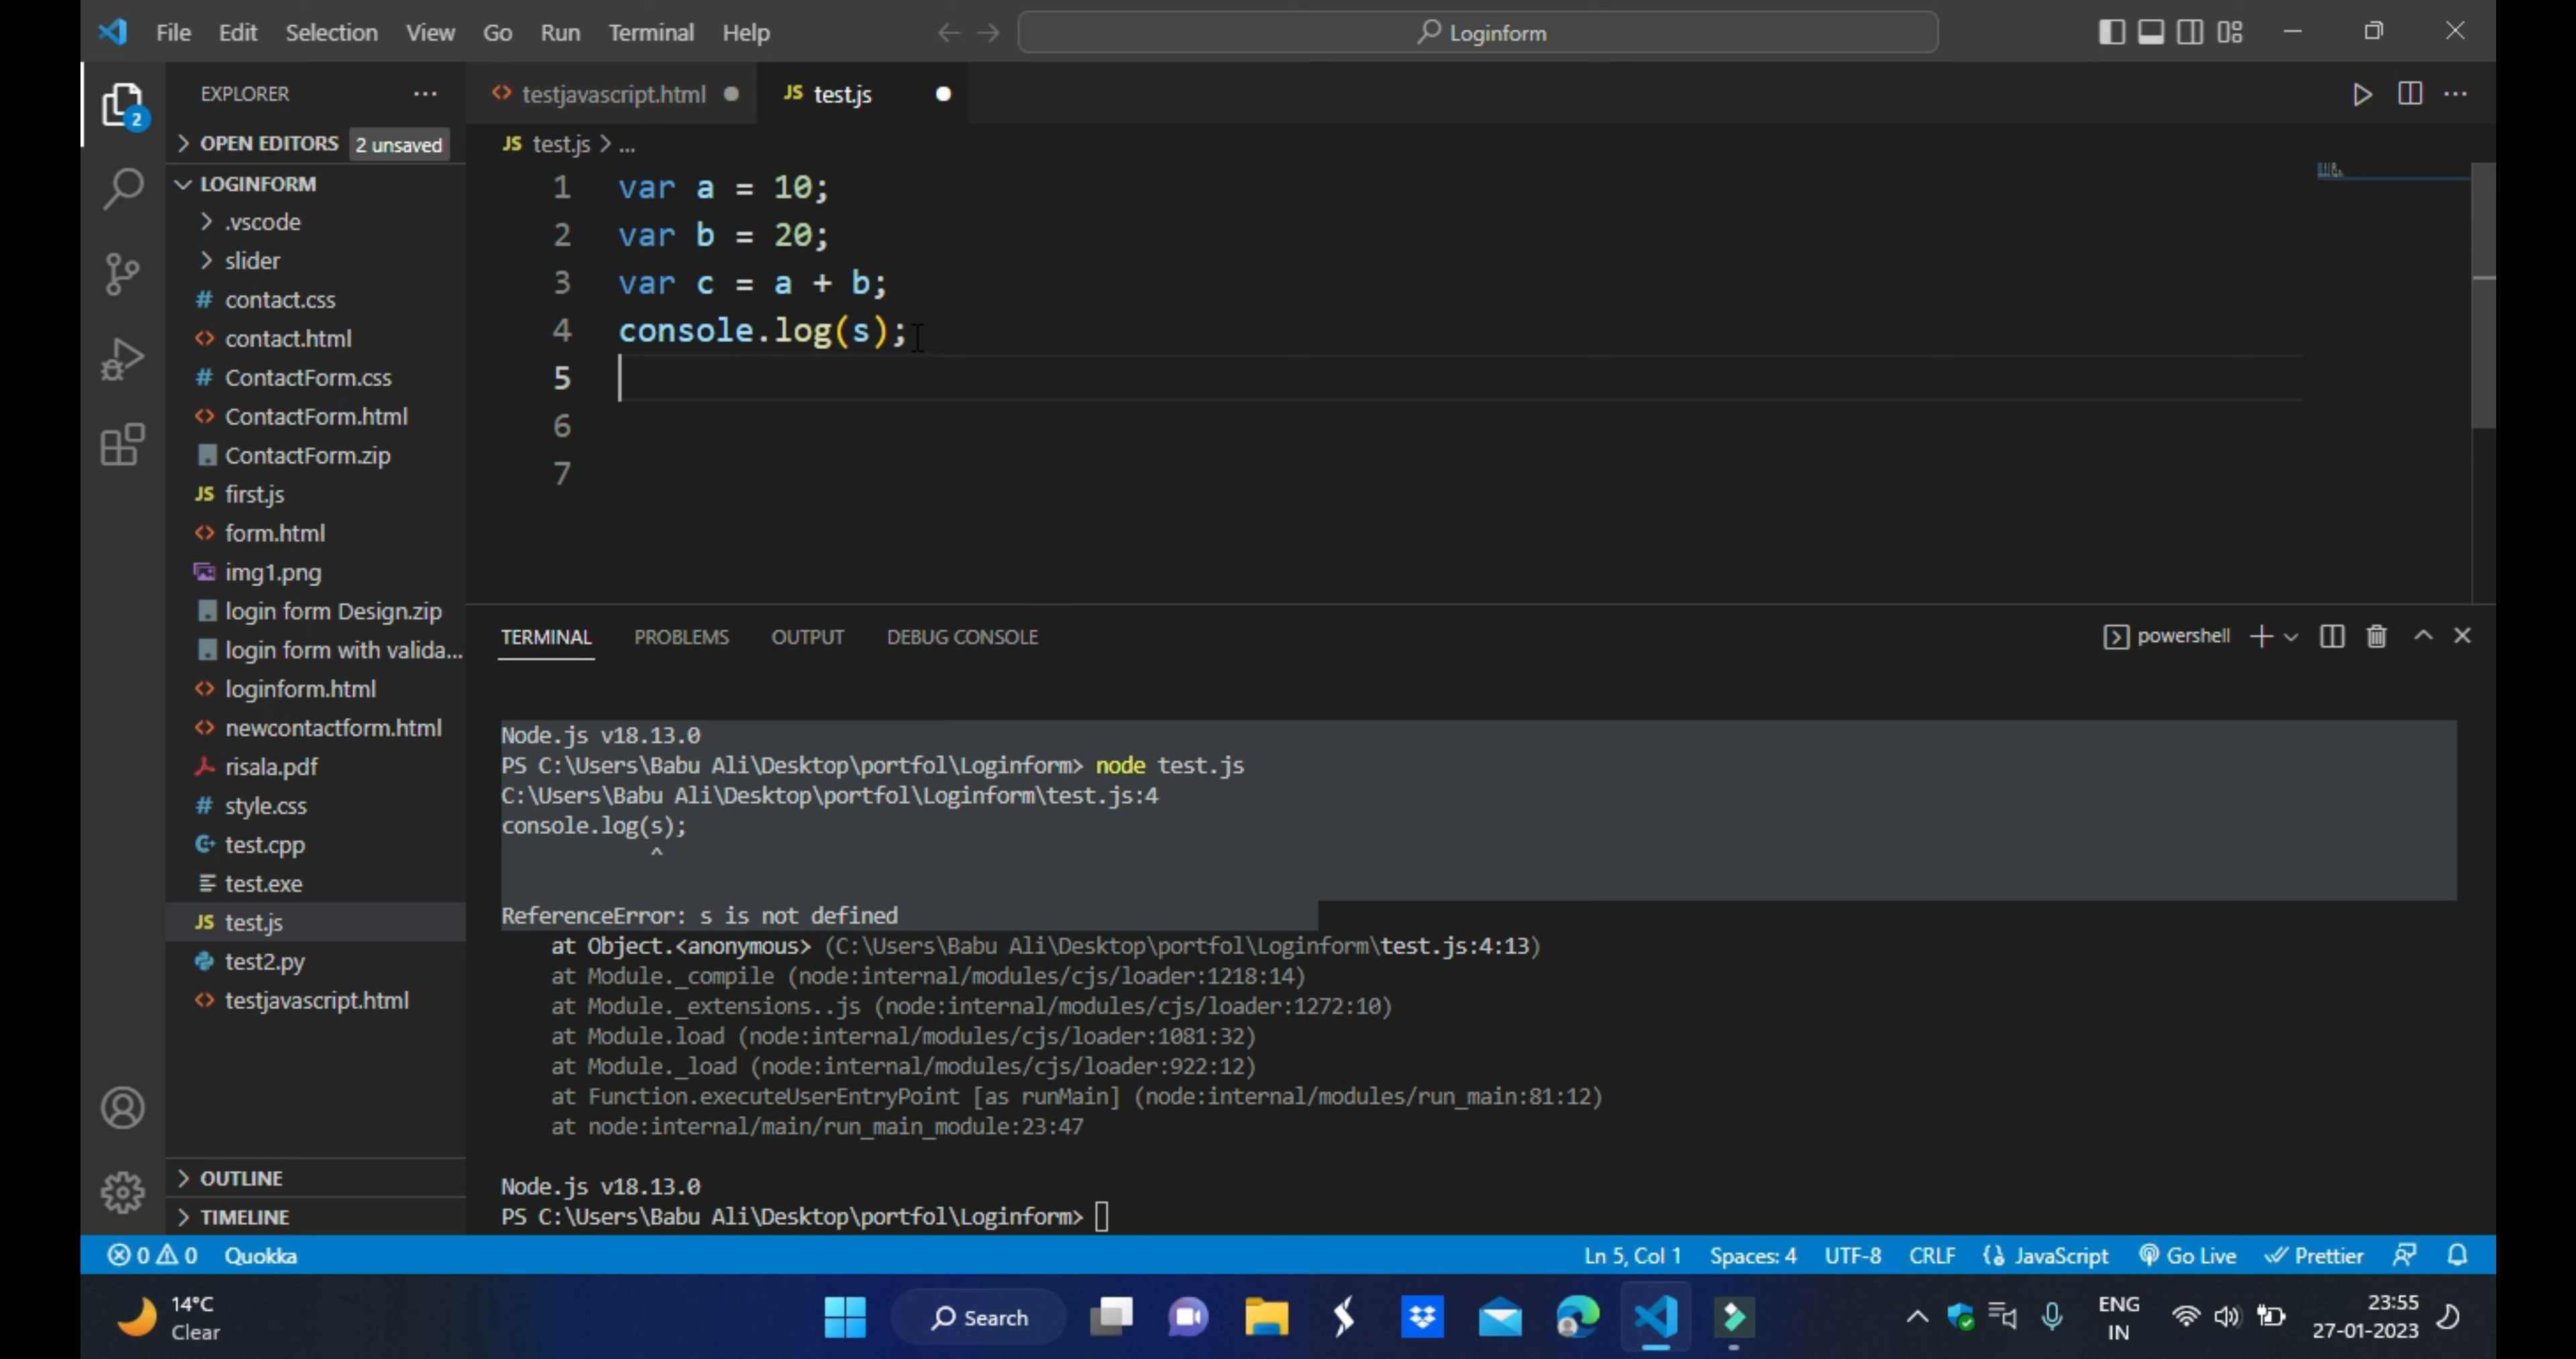 File Edit Selection View Go Run Terminal Help
Loginform
EXPLORER
testjavascript.html
JS test.js
OPEN EDITORS 2 unsaved
2
JS test.js > ...
LOGINFORM
.vscode
slider
# contact.css
<> contact.html
# ContactForm.css
<> ContactForm.html
ContactForm.zip
JS first.js
<> form.html
img1.png
login form Design.zip
login form with valida...
<> loginform.html
<> newcontactform.html
risala.pdf
# style.css
test.cpp
test.exe
JS test.js
test2.py
<> testjavascript.html
OUTLINE
TIMELINE
1 var a = 10;
2 var b = 20;
3 var c = a + b;
4 console.log(s);
5
6
7
TERMINAL PROBLEMS OUTPUT DEBUG CONSOLE
powershell
Node.js v18.13.0
PS C:\Users\Babu Ali\Desktop\portfol\Loginform> node test.js
C:\Users\Babu Ali\Desktop\portfol\Loginform\test.js:4
console.log(s);
^
ReferenceError: s is not defined
at Object.<anonymous> (C:\Users\Babu Ali\Desktop\portfol\Loginform\test.js:4:13)
at Module._compile (node:internal/modules/cjs/loader:1218:14)
at Module._extensions..js (node:internal/modules/cjs/loader:1272:10)
at Module.load (node:internal/modules/cjs/loader:1081:32)
at Module._load (node:internal/modules/cjs/loader:922:12)
at Function.executeUserEntryPoint [as runMain] (node:internal/modules/run_main:81:12)
at node:internal/main/run_main_module:23:47
Node.js v18.13.0
PS C:\Users\Babu Ali\Desktop\portfol\Loginform>
0 0 Quokka
Ln 5, Col 1 Spaces: 4 UTF-8 CRLF JavaScript Go Live Prettier
14°C
Clear
Search
ENG
IN
23:55
27-01-2023